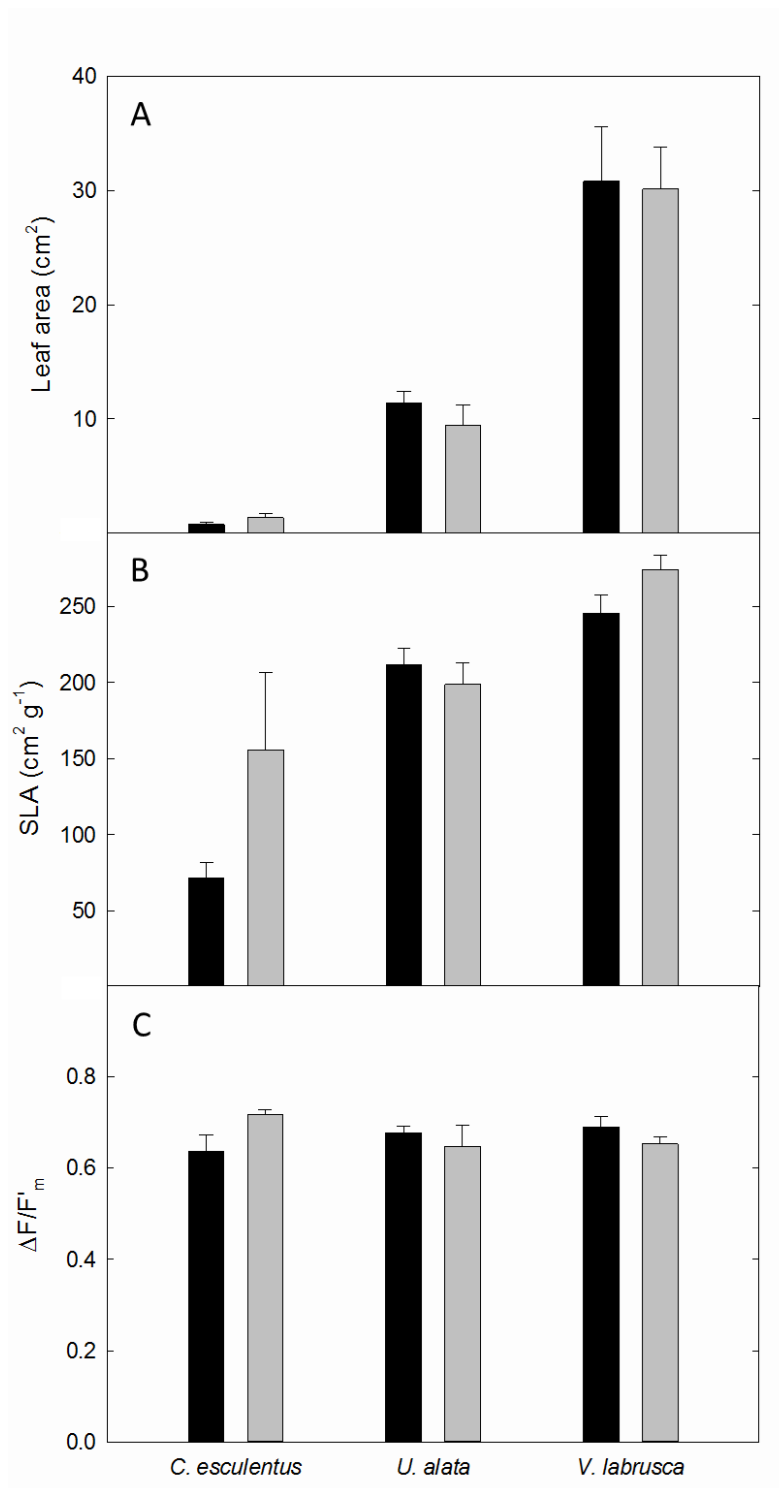 A
40
30
20
10
Leaf area (cm²)
B
250
200
150
100
50
SLA (cm² g⁻¹)
C
0.8
0.6
0.4
0.2
0.0
ΔF/F'ₘ
C. esculentus U. alata V. labrusca